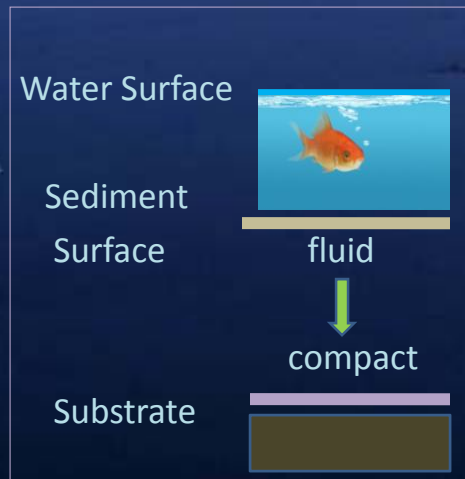 Water Surface
Sediment
Surface
fluid
compact
Substrate